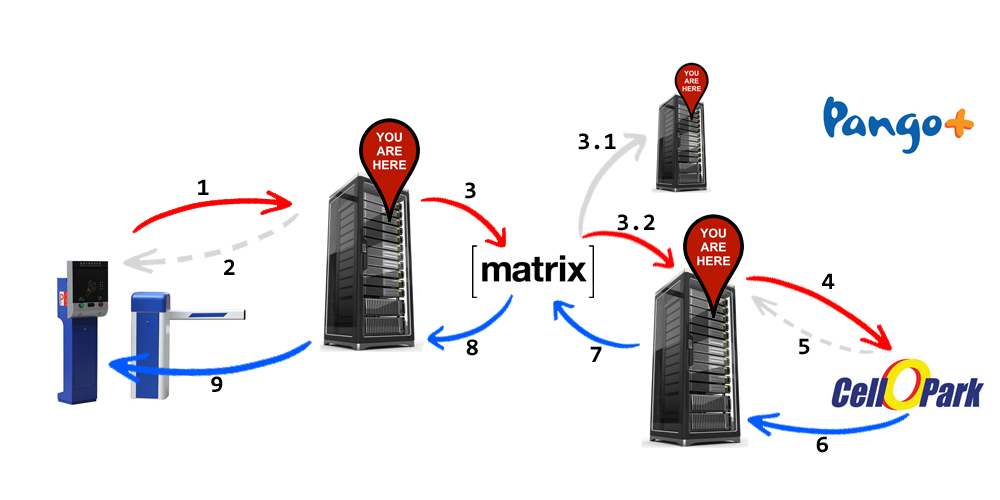 YOU
ARE
HERE
3.1
Pango+
YOU
ARE
HERE
1
3
3.2
YOU
ARE
HERE
2
[matrix]
4
5
8
7
9
CellOPark
6